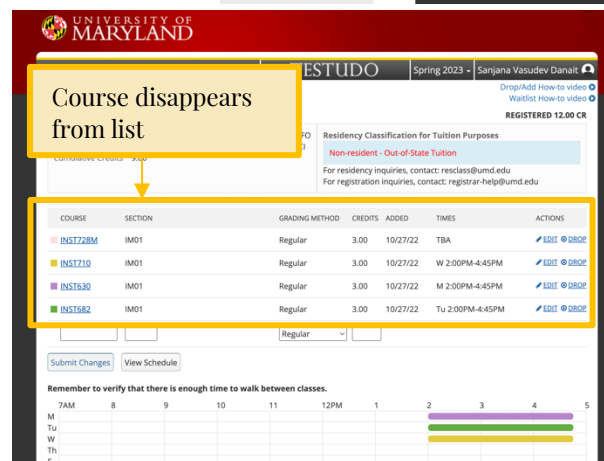 UNIVERSITY OF
MARYLAND
TESTUDO Spring 2023 Sanjana Vasudev Danait
Drop/Add How-to video
Waitlist How-to video
REGISTERED 12.00 CR
Course disappears
from list
Residency Classification for Tuition Purposes
Non-resident - Out-of-State Tuition
Cumulative Credits 9.00
For residency inquiries, contact: resclass@umd.edu
For registration inquiries, contact: registrar-help@umd.edu
COURSE SECTION GRADING METHOD CREDITS ADDED TIMES ACTIONS
INST728M IM01 Regular 3.00 10/27/22 TBA EDIT DROP
INST710 IM01 Regular 3.00 10/27/22 W 2:00PM-4:45PM EDIT DROP
INST630 IM01 Regular 3.00 10/27/22 M 2:00PM-4:45PM EDIT DROP
INST682 IM01 Regular 3.00 10/27/22 Tu 2:00PM-4:45PM EDIT DROP
Regular
Submit Changes View Schedule
Remember to verify that there is enough time to walk between classes.
7AM 8 9 10 11 12PM 1 2 3 4 5
M
Tu
W
Th